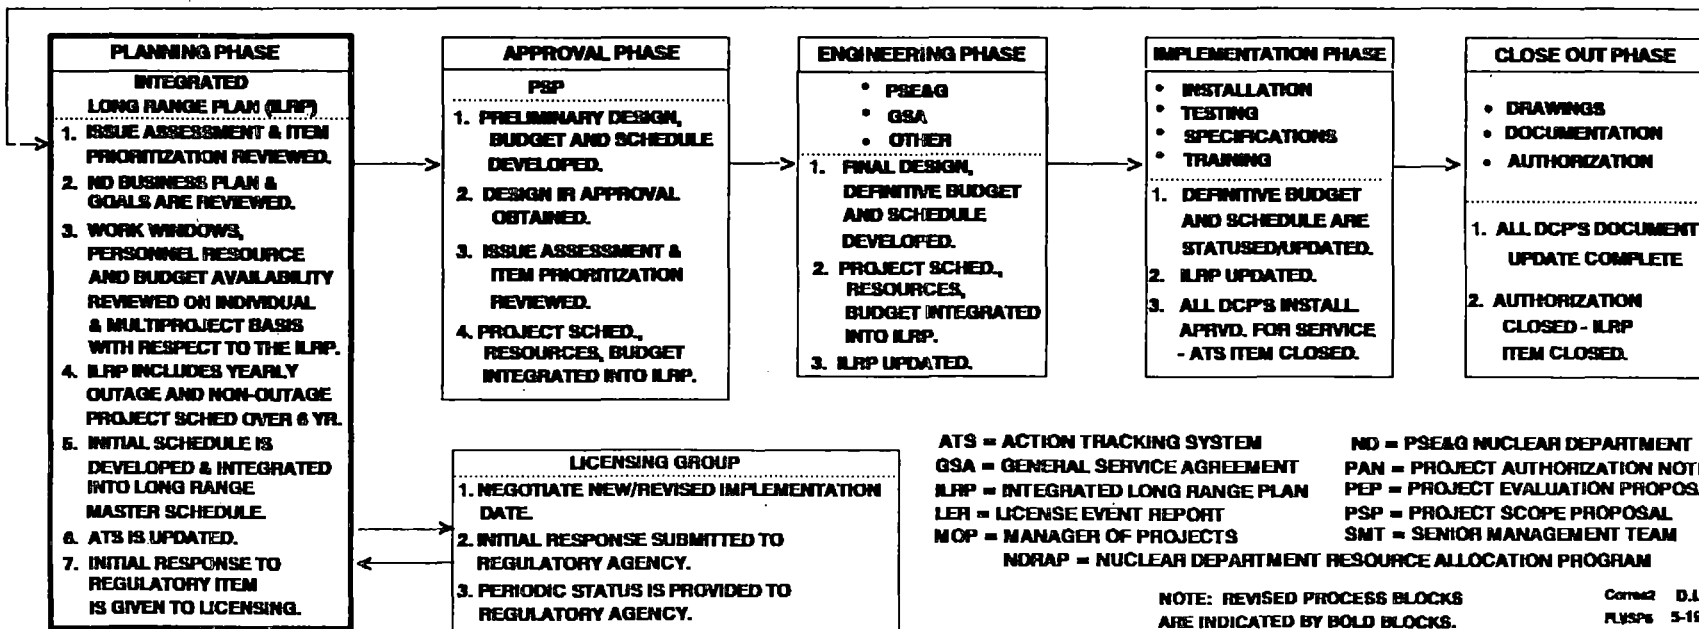 PLANNING PHASE
INTEGRATED
LONG RANGE PLAN (ILRP)
1. ISSUE ASSESSMENT & ITEM
PRIORITIZATION REVIEWED.
2. ND BUSINESS PLAN &
GOALS ARE REVIEWED.
3. WORK WINDOWS,
PERSONNEL RESOURCE
AND BUDGET AVAILABILITY
REVIEWED ON INDIVIDUAL
& MULTIPROJECT BASIS
WITH RESPECT TO THE ILRP.
4. ILRP INCLUDES YEARLY
OUTAGE AND NON-OUTAGE
PROJECT SCHED OVER 6 YR.
5. INITIAL SCHEDULE IS
DEVELOPED & INTEGRATED
INTO LONG RANGE
MASTER SCHEDULE.
6. ATS IS UPDATED.
7. INITIAL RESPONSE TO
REGULATORY ITEM
IS GIVEN TO LICENSING.
APPROVAL PHASE
PSP
1. PRELIMINARY DESIGN,
BUDGET AND SCHEDULE
DEVELOPED.
2. DESIGN IR APPROVAL
OBTAINED.
3. ISSUE ASSESSMENT &
ITEM PRIORITIZATION
REVIEWED.
4. PROJECT SCHED.,
RESOURCES, BUDGET
INTEGRATED INTO ILRP.
ENGINEERING PHASE
• PSE&G
• GSA
• OTHER
1. FINAL DESIGN,
DEFINITIVE BUDGET
AND SCHEDULE
DEVELOPED.
2. PROJECT SCHED.,
RESOURCES,
BUDGET INTEGRATED
INTO ILRP.
3. ILRP UPDATED.
IMPLEMENTATION PHASE
• INSTALLATION
• TESTING
• SPECIFICATIONS
• TRAINING
1. DEFINITIVE BUDGET
AND SCHEDULE ARE
STATUSED/UPDATED.
2. ILRP UPDATED.
3. ALL DCP'S INSTALL
APRVD. FOR SERVICE
- ATS ITEM CLOSED.
CLOSE OUT PHASE
• DRAWINGS
• DOCUMENTATION
• AUTHORIZATION
1. ALL DCP'S DOCUMENT
UPDATE COMPLETE
2. AUTHORIZATION
CLOSED - ILRP
ITEM CLOSED.
LICENSING GROUP
1. NEGOTIATE NEW/REVISED IMPLEMENTATION
DATE.
2. INITIAL RESPONSE SUBMITTED TO
REGULATORY AGENCY.
3. PERIODIC STATUS IS PROVIDED TO
REGULATORY AGENCY.
ATS = ACTION TRACKING SYSTEM
GSA = GENERAL SERVICE AGREEMENT
ILRP = INTEGRATED LONG RANGE PLAN
LER = LICENSE EVENT REPORT
MOP = MANAGER OF PROJECTS
ND = PSE&G NUCLEAR DEPARTMENT
PAN = PROJECT AUTHORIZATION NOTI
PEP = PROJECT EVALUATION PROPOSA
PSP = PROJECT SCOPE PROPOSAL
SMT = SENIOR MANAGEMENT TEAM
NDRAP = NUCLEAR DEPARTMENT RESOURCE ALLOCATION PROGRAM
NOTE: REVISED PROCESS BLOCKS
ARE INDICATED BY BOLD BLOCKS.